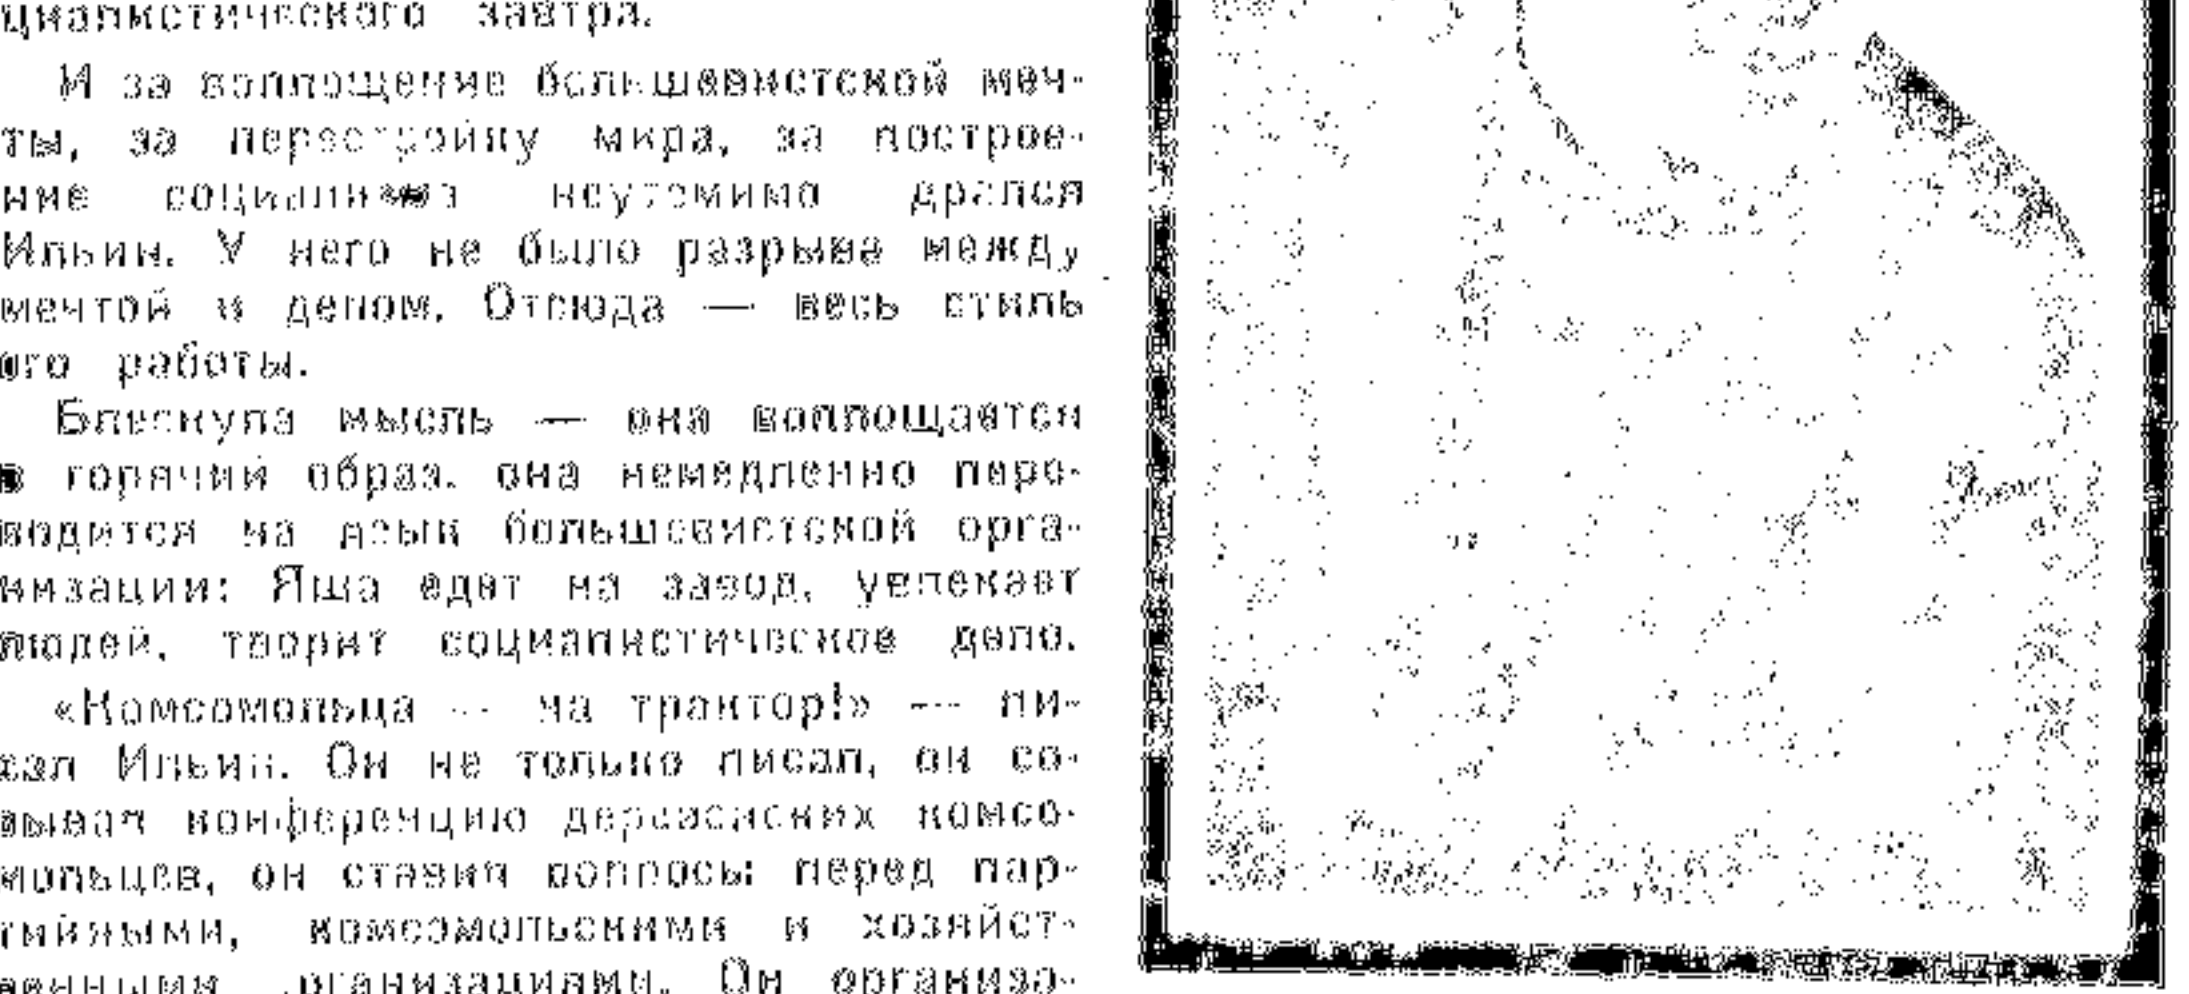 циалистического завтра.
И за воплощение большевистской меч-
ты, за перестройку мира, за построе-
ние социализма неутомимо дрался
Ильин. У него не было разрыва между
мечтой и делом. Отсюда — весь стиль
его работы.
Блеснула мысль — она воплощается
в горячий образ, она немедленно пере-
водится на язык большевистской орга-
низации: Яша едет на завод, увлекает
людей, творит социалистическое дело.
«Комсомольца — на трактор!» — пи-
сал Ильин. Он не только писал, он со-
зывал конференцию комсо-
мольцев, он ставил вопросы перед пар-
тийными, комсомольскими и хозяйст-
венными организациями. Он организо-